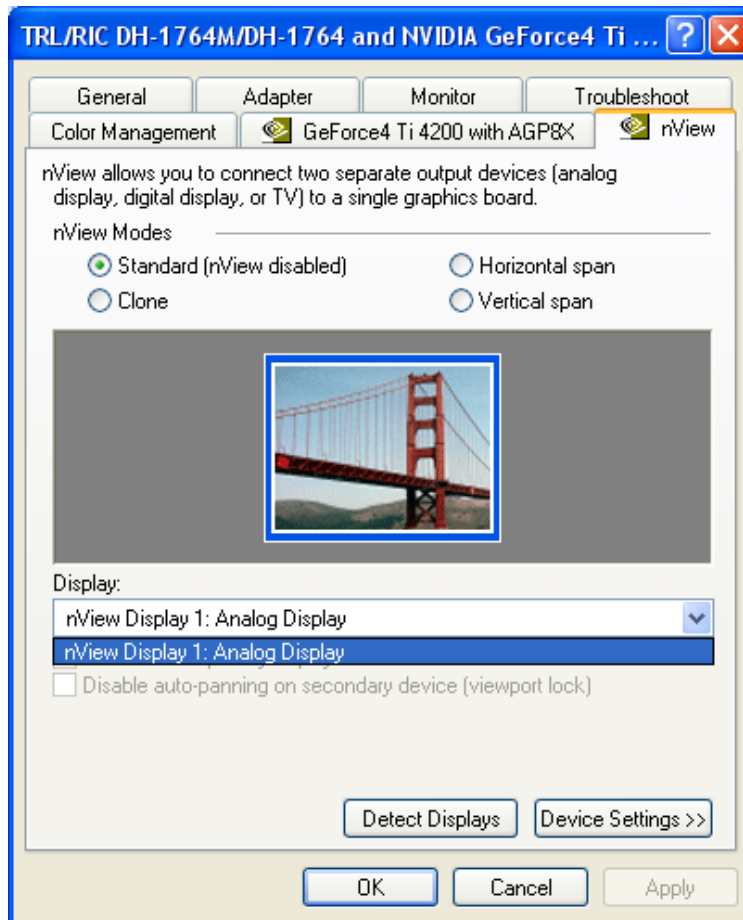 TRL/RIC DH-1764M/DH-1764 and NVIDIA GeForce4 Ti ...
General Adapter Monitor Troubleshoot
Color Management GeForce4 Ti 4200 with AGP8X nView
nView allows you to connect two separate output devices (analog
display, digital display, or TV) to a single graphics board.
nView Modes
Standard (nView disabled) Horizontal span
Clone Vertical span
Display:
nView Display 1: Analog Display
nView Display 1: Analog Display
Disable auto-panning on secondary device (viewport lock)
Detect Displays Device Settings >>
OK Cancel Apply